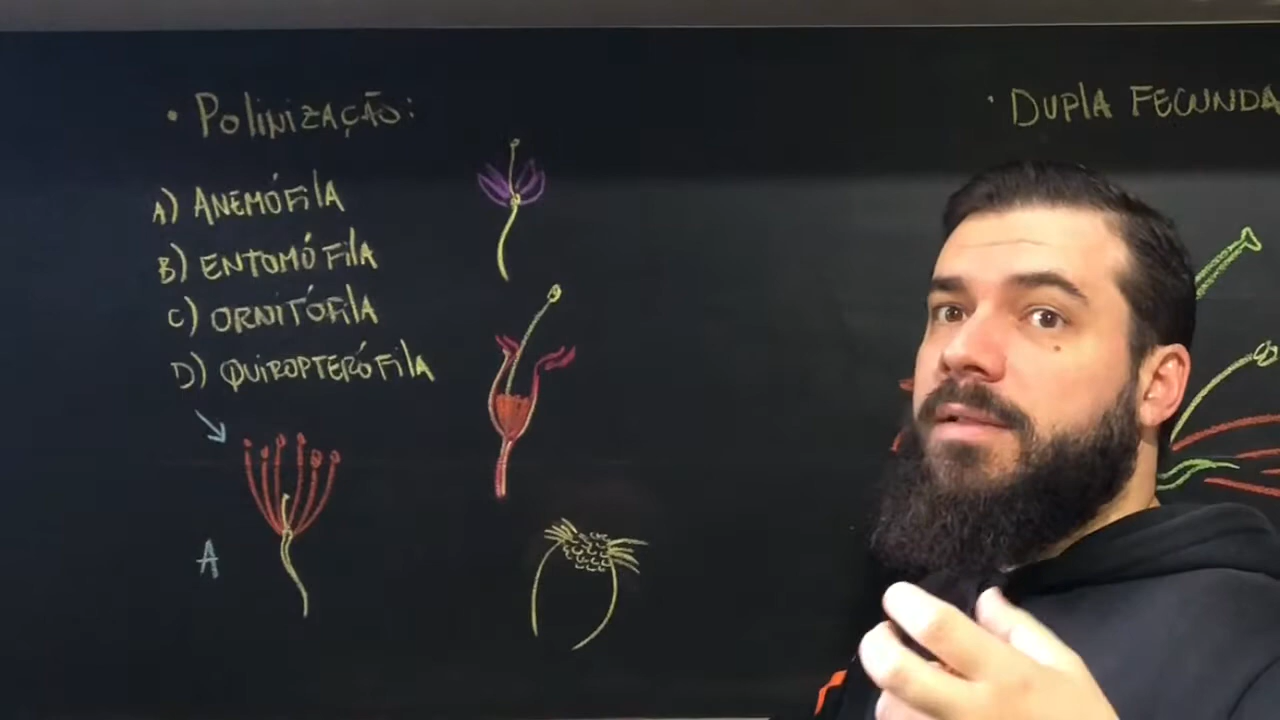 • Polinização:
A) ANEMÓFILA
B) ENTOMÓFILA
C) ORNITÓFILA
D) QUIROPTERÓFILA
A
• DUPLA FECUNDA